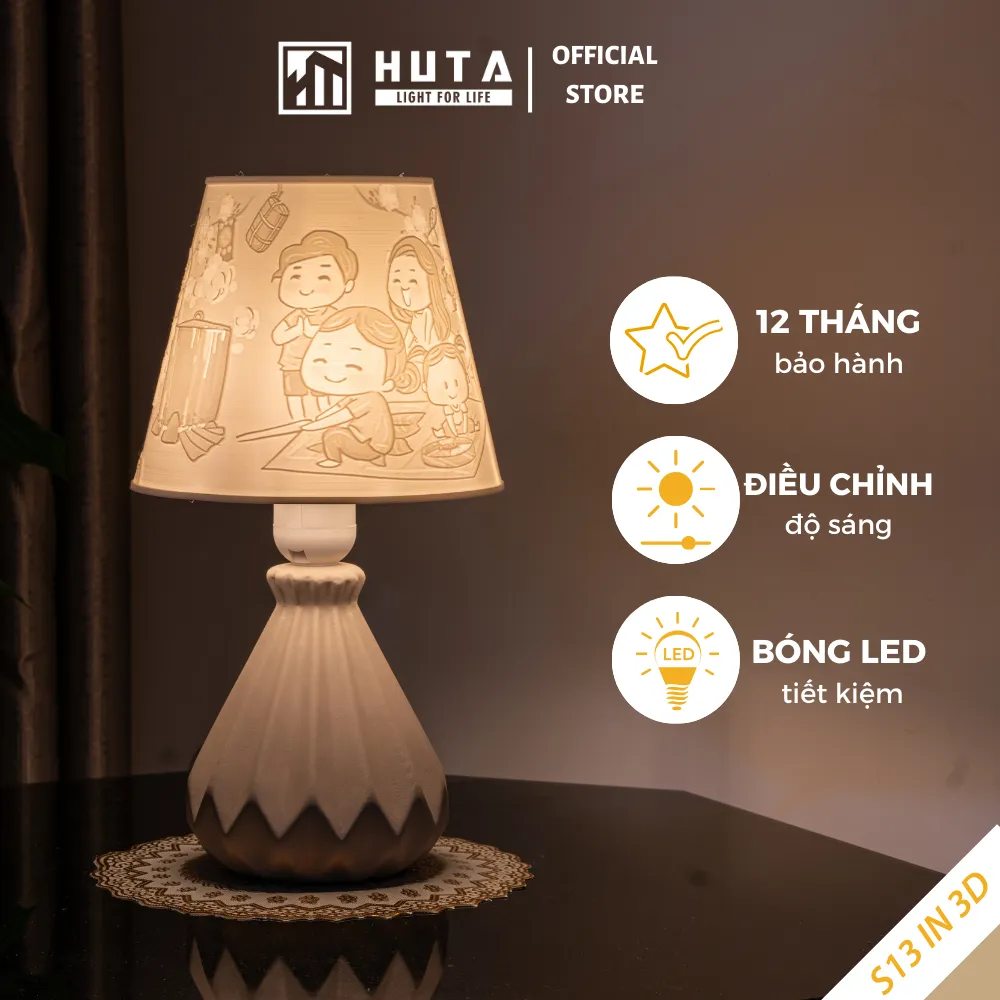 HUTA
LIGHT FOR LIFE
OFFICIAL
STORE
12 THÁNG
bảo hành
ĐIỀU CHỈNH
độ sáng
LED
BÓNG LED
tiết kiệm
S13 IN 3D